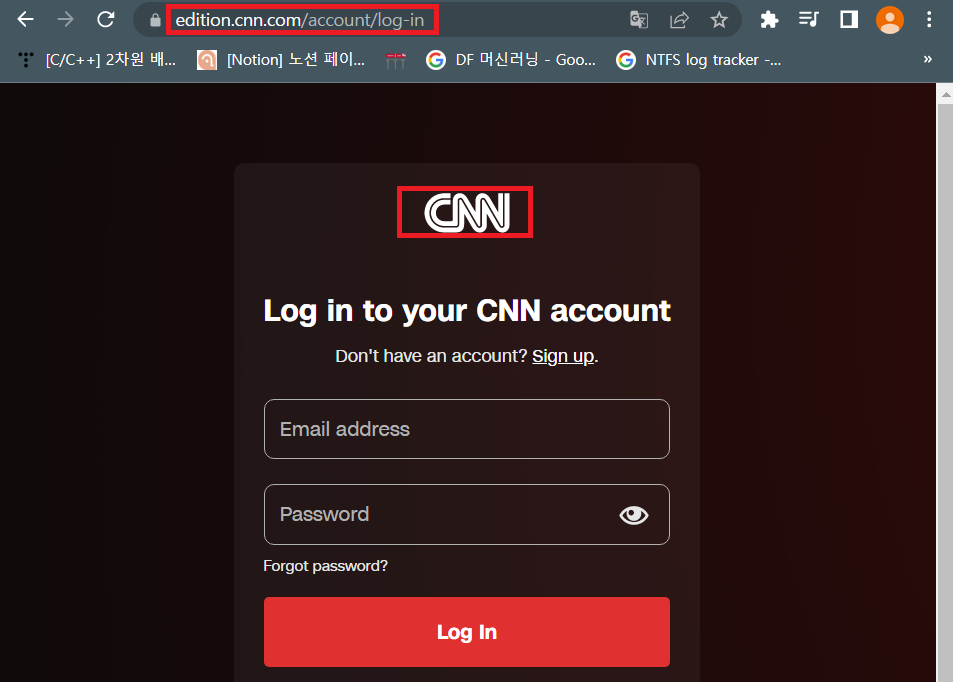 edition.cnn.com/account/log-in
[C/C++] 2차원 배... [Notion] 노션 페이... DF 머신러닝 - Goo... NTFS log tracker -...
CNN
Log in to your CNN account
Don't have an account? Sign up.
Email address
Password
Forgot password?
Log In